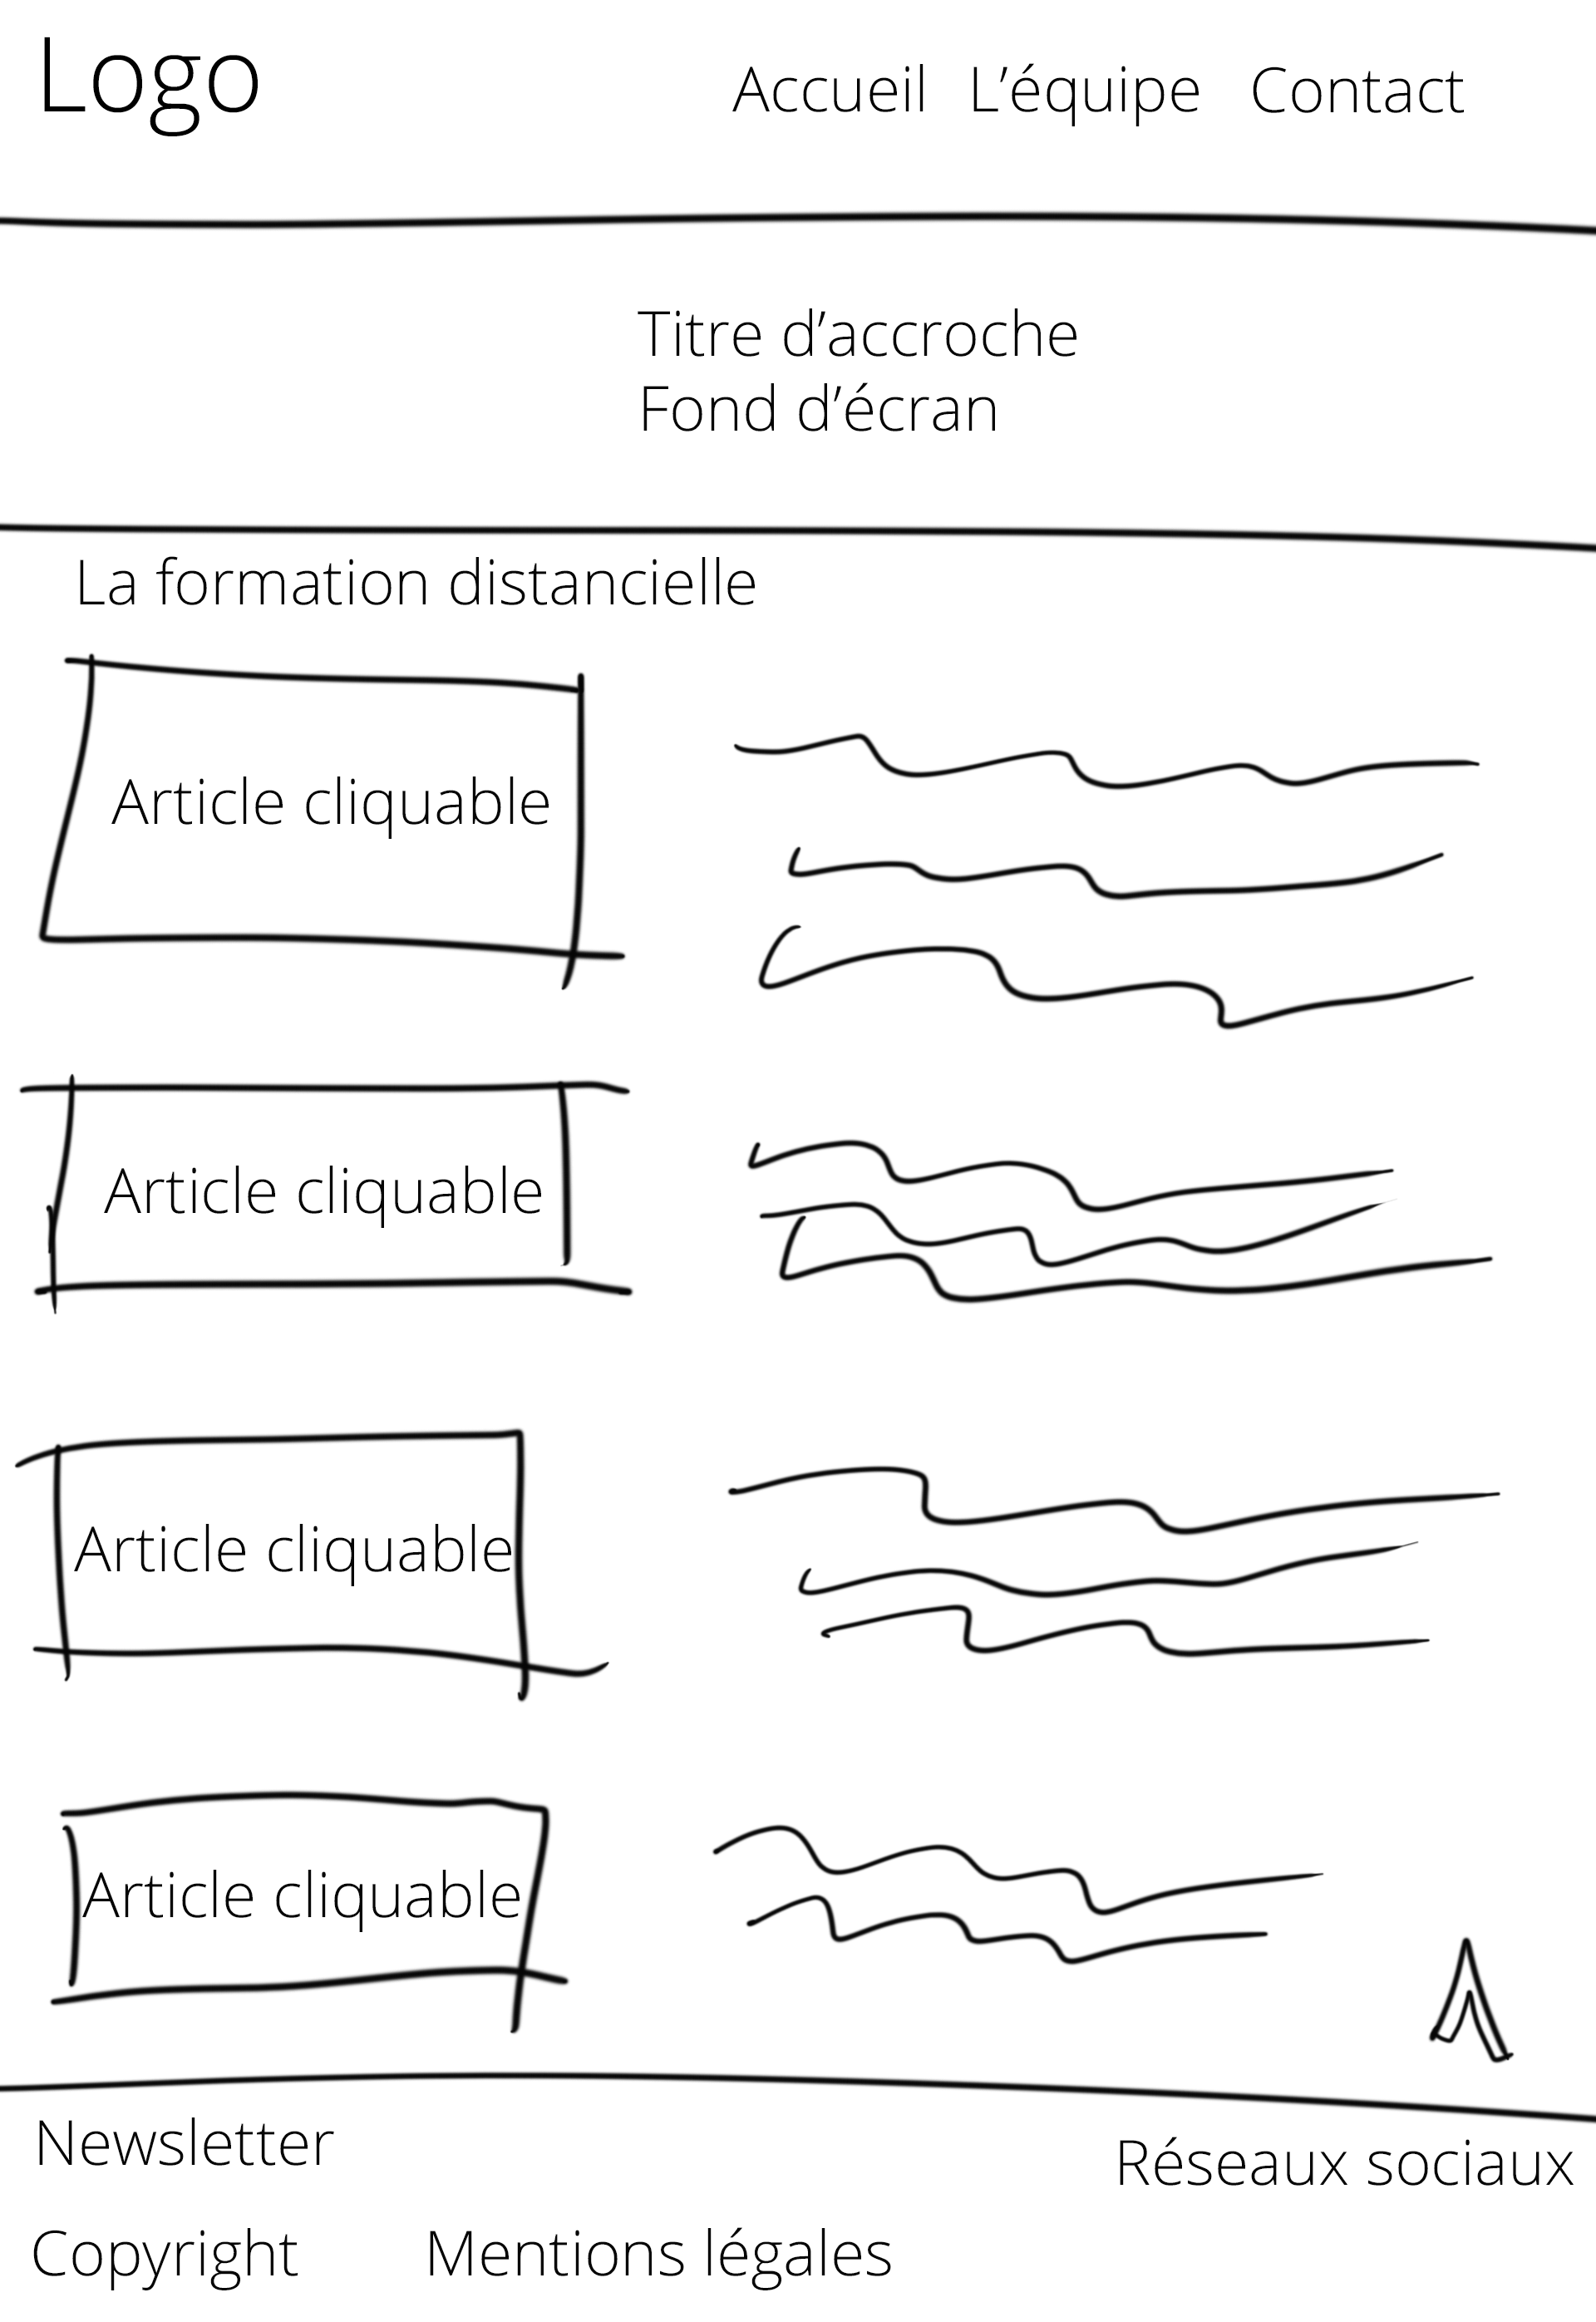 Logo
Accueil L’équipe Contact
Titre d’accroche
Fond d’écran
La formation distancielle
Article cliquable
Article cliquable
Article cliquable
Article cliquable
Newsletter
Réseaux sociaux
Copyright Mentions légales